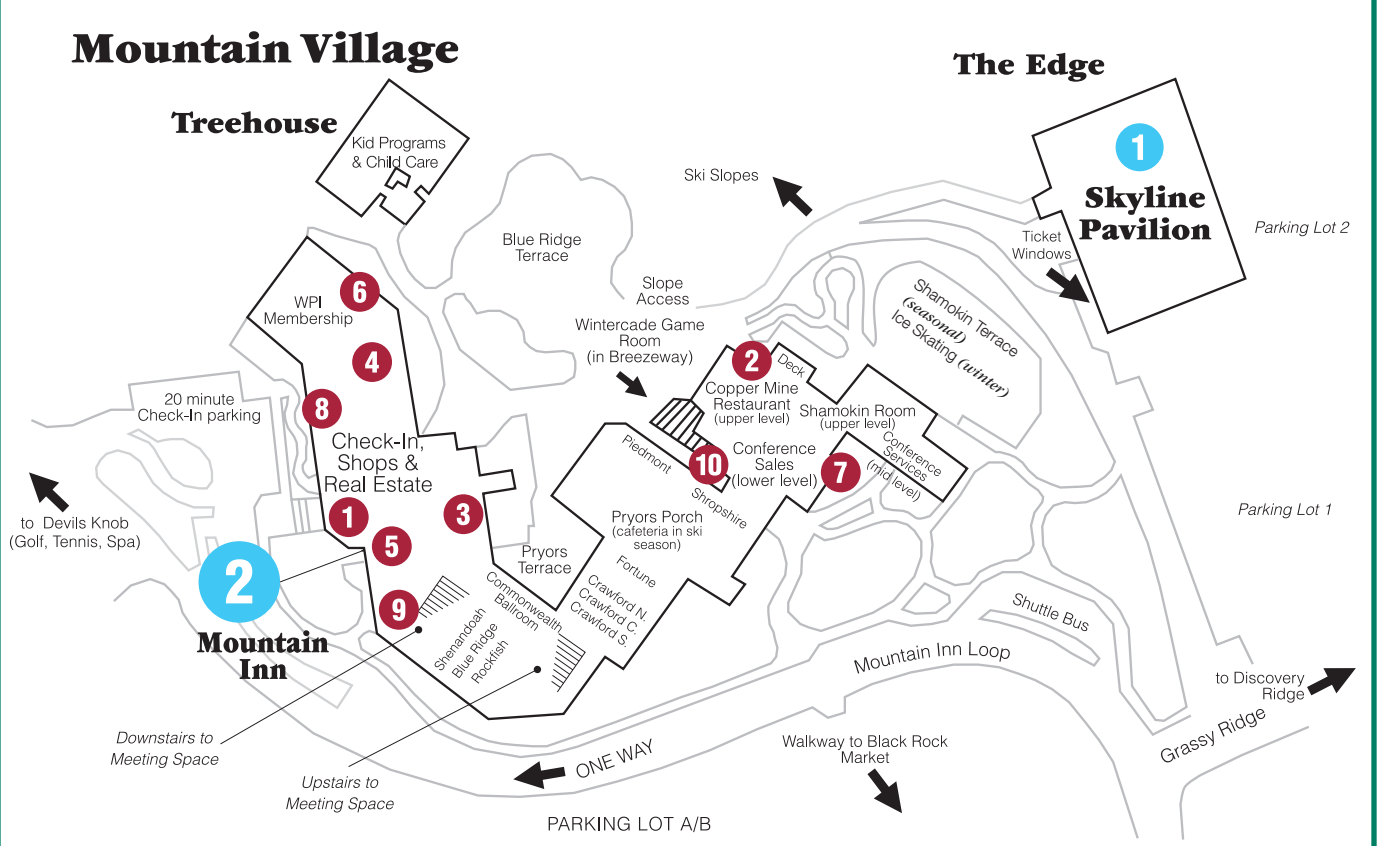 Mountain Village
The Edge
Treehouse
Kid Programs
& Child Care
1
Skyline
Pavilion
Parking Lot 2
Ski Slopes
Ticket
Windows
Blue Ridge
Terrace
Slope
Access
6
WPI
Membership
Wintercade Game
Room
(in Breezeway)
Shamokin Terrace
(seasonal)
Ice Skating (winter)
4
2
Deck
Copper Mine
Restaurant
(upper level)
Shamokin Room
(upper level)
20 minute
Check-In parking
8
Check-In,
Shops &
Real Estate
Piedmont
10
Conference
Sales
(lower level)
7
Conference
Services
(mid level)
Shropshire
to Devils Knob
(Golf, Tennis, Spa)
1
3
5
Pryors Porch
(cafeteria in ski
season)
Parking Lot 1
Pryors
Terrace
Fortune
Crawford N.
Crawford C.
Crawford S.
2
Mountain
Inn
9
Commonwealth
Ballroom
Shenandoah
Blue Ridge
Rockfish
Shuttle Bus
Mountain Inn Loop
to Discovery
Ridge
Grassy Ridge
Downstairs to
Meeting Space
Upstairs to
Meeting Space
ONE WAY
Walkway to Black Rock
Market
PARKING LOT A/B